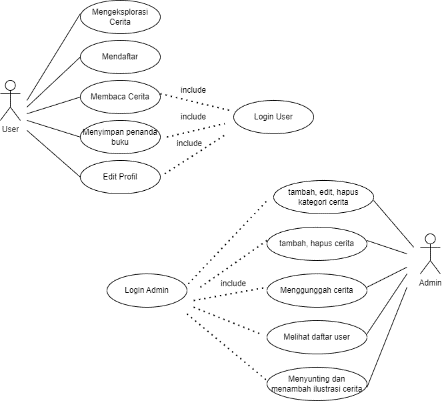 Mengeksplorasi
Cerita
Mendaftar
Membaca Cerita
include
User
Menyimpan penanda
buku
include
Login User
include
Edit Profil
tambah, edit, hapus
kategori cerita
tambah, hapus cerita
Login Admin
include
Menggunggah cerita
Admin
Melihat daftar user
Menyunting dan
menambah ilustrasi cerita